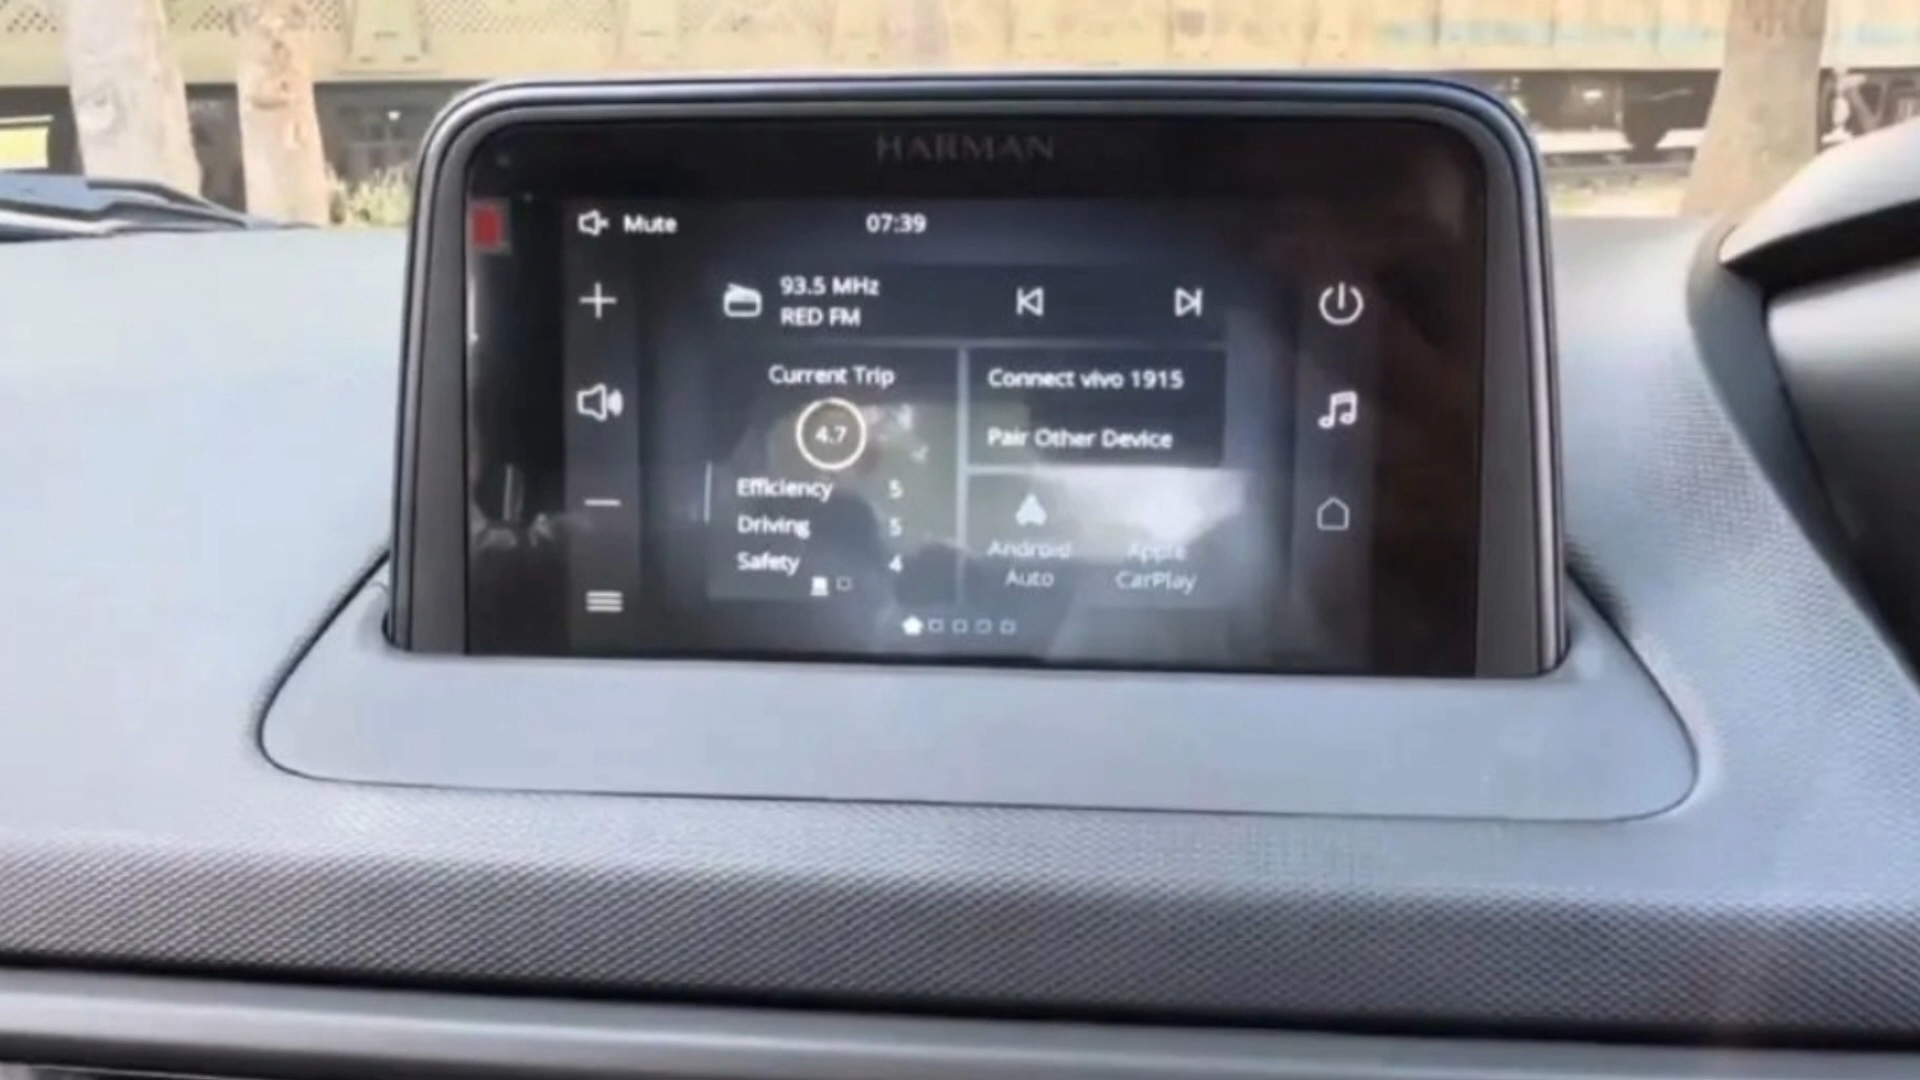 HARMAN
Mute
07:39
93.5 MHz
RED FM
Current Trip
4.7
Efficiency 5
Driving 5
Safety 4
Connect vivo 1915
Pair Other Device
Android
Auto
Apple
CarPlay